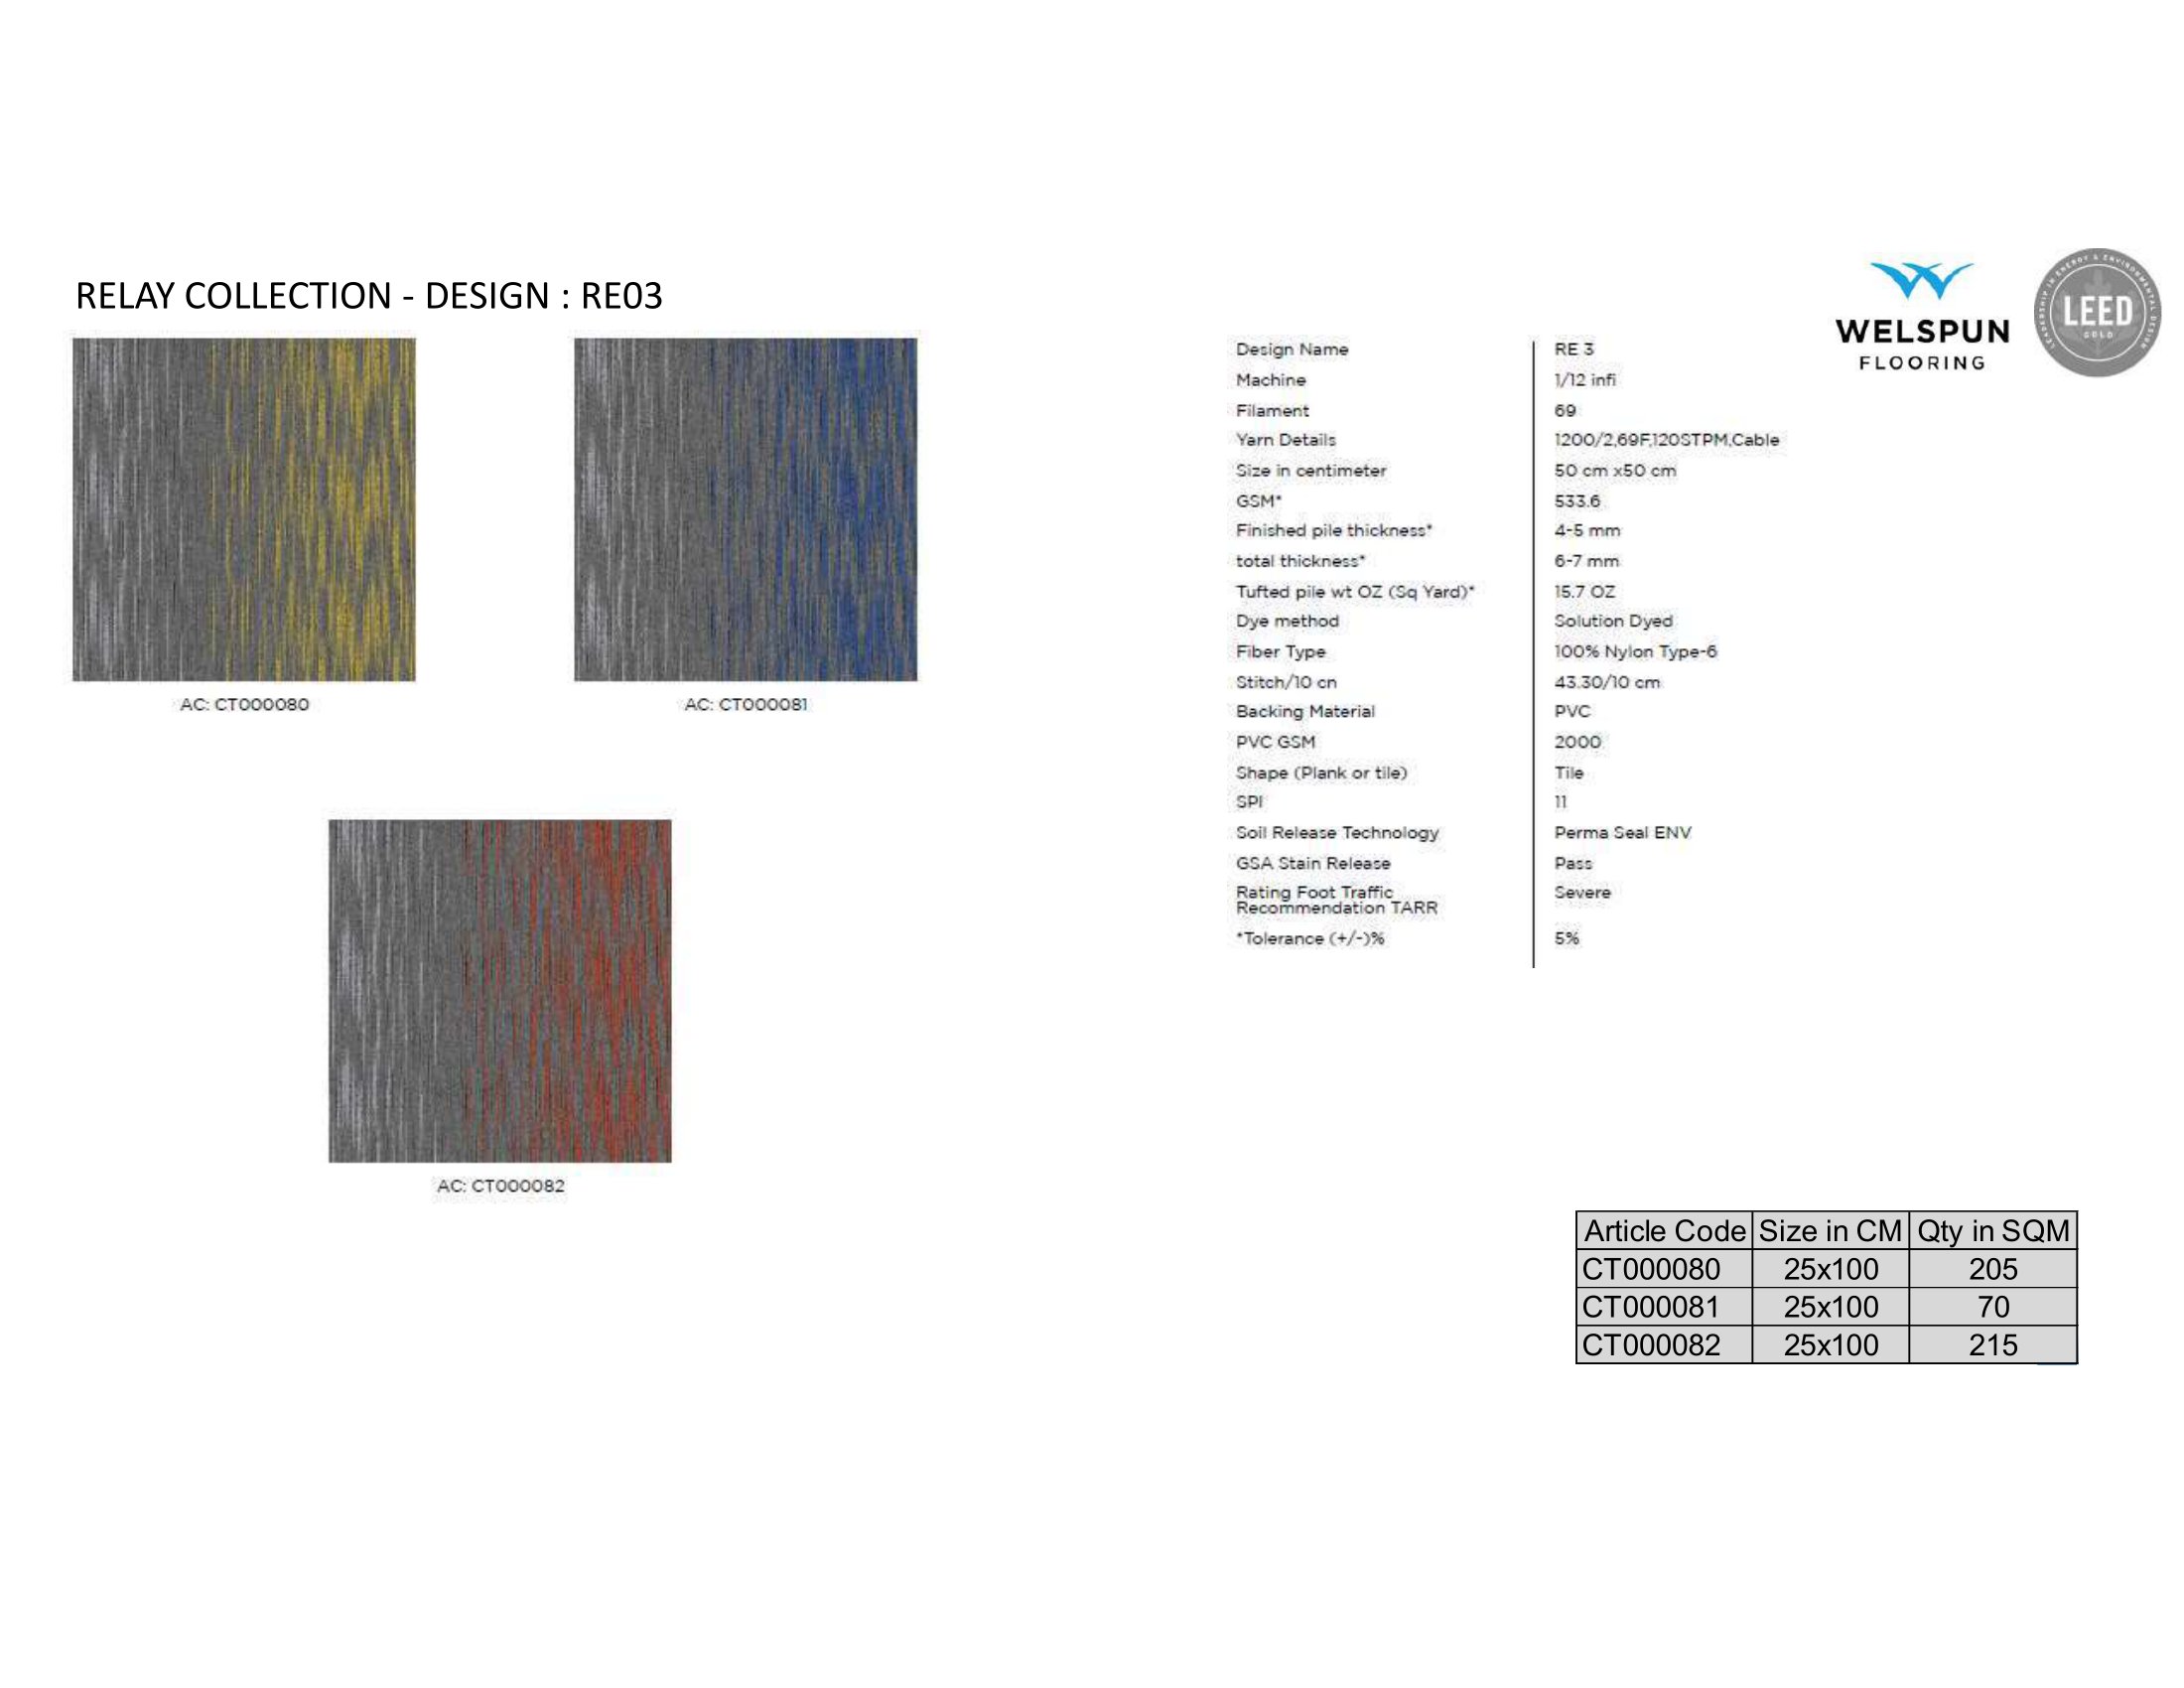 RELAY COLLECTION - DESIGN : RE03
AC: CT000080
AC: CT000081
AC: CT000082
WELSPUN
FLOORING
LEADERSHIP IN ENERGY & ENVIRONMENTAL DESIGN
LEED
GOLD
Design Name RE 3
Machine 1/12 infi
Filament 69
Yarn Details 1200/2,69F,120STPM,Cable
Size in centimeter 50 cm x50 cm
GSM* 533.6
Finished pile thickness* 4-5 mm
total thickness* 6-7 mm
Tufted pile wt OZ (Sq Yard)* 15.7 OZ
Dye method Solution Dyed
Fiber Type 100% Nylon Type-6
Stitch/10 cn 43.30/10 cm
Backing Material PVC
PVC GSM 2000
Shape (Plank or tile) Tile
SPI 11
Soil Release Technology Perma Seal ENV
GSA Stain Release Pass
Rating Foot Traffic Severe
Recommendation TARR
*Tolerance (+/-)% 5%
Article Code Size in CM Qty in SQM
CT000080 25x100 205
CT000081 25x100 70
CT000082 25x100 215